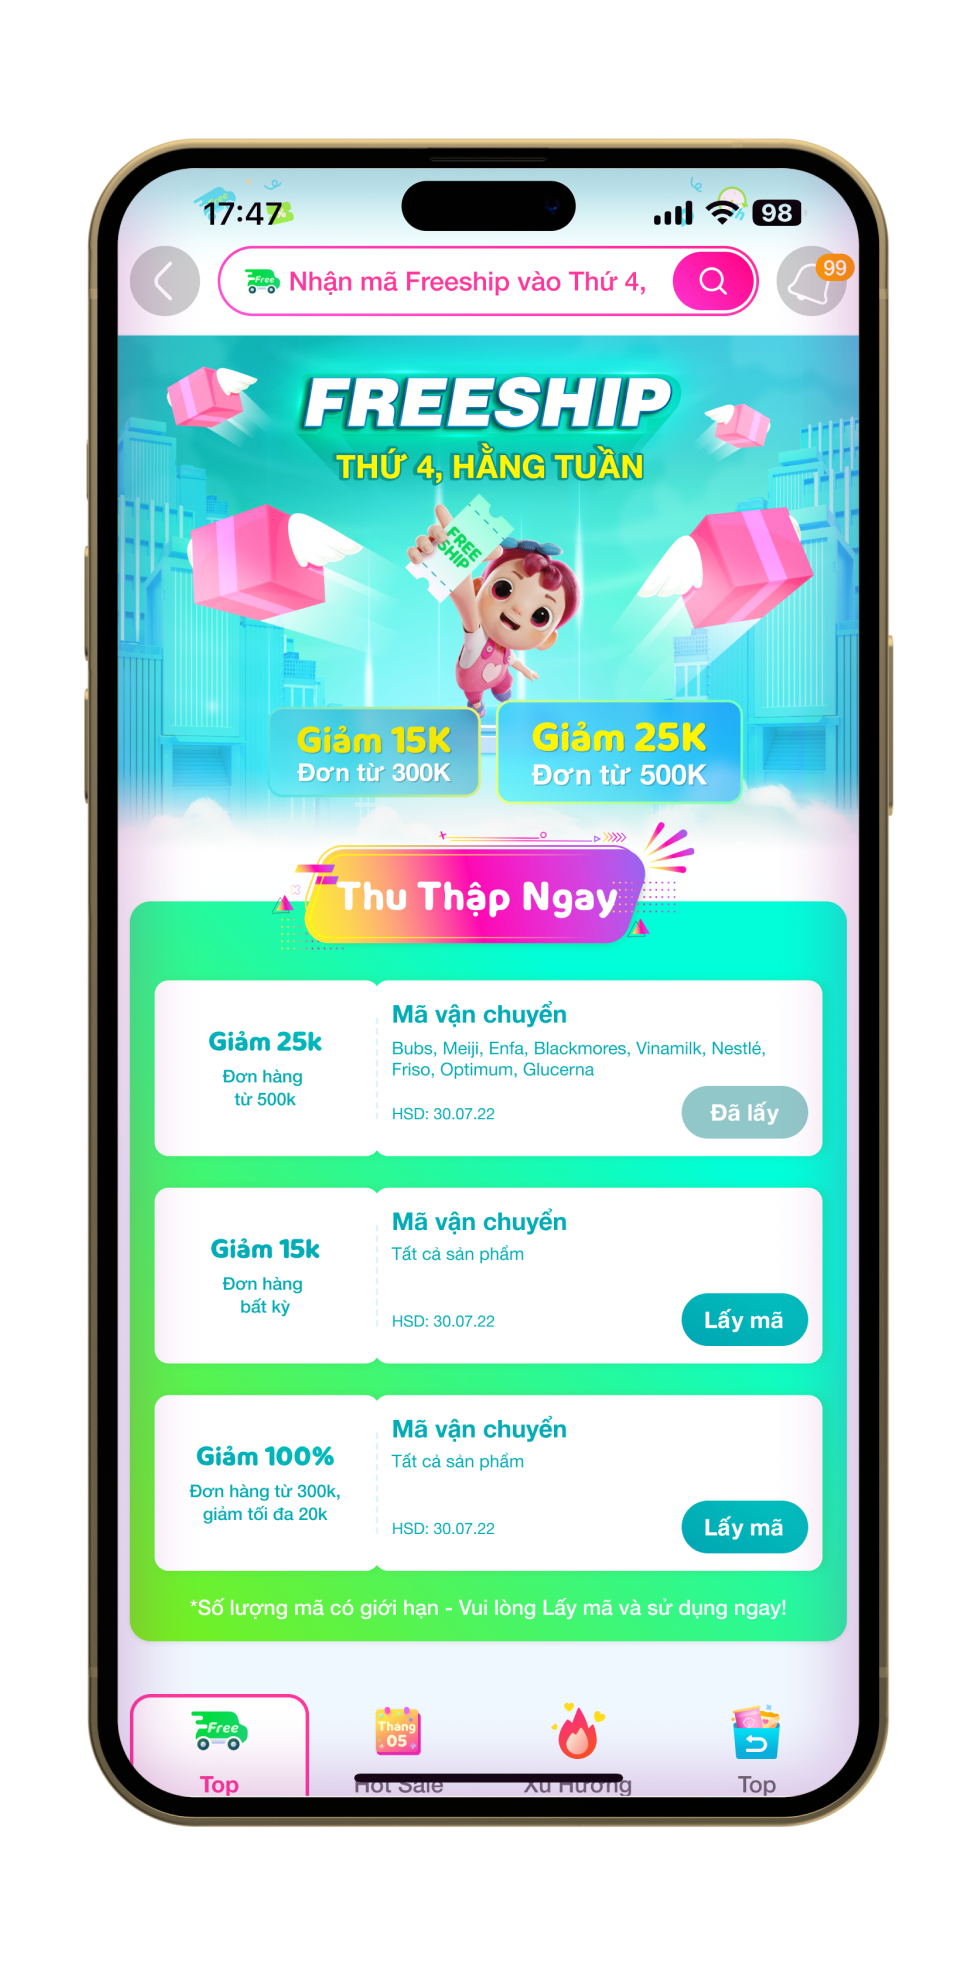 17:47
98
Free
Nhận mã Freeship vào Thứ 4,
99
FREESHIP
THỨ 4, HẰNG TUẦN
FREE
SHIP
Giảm 15K
Đơn từ 300K
Giảm 25K
Đơn từ 500K
Thu Thập Ngay
Giảm 25k
Đơn hàng
từ 500k
Mã vận chuyển
Bubs, Meiji, Enfa, Blackmores, Vinamilk, Nestlé,
Friso, Optimum, Glucerna
HSD: 30.07.22
Đã lấy
Giảm 15k
Đơn hàng
bất kỳ
Mã vận chuyển
Tất cả sản phẩm
HSD: 30.07.22
Lấy mã
Giảm 100%
Đơn hàng từ 300k,
giảm tối đa 20k
Mã vận chuyển
Tất cả sản phẩm
HSD: 30.07.22
Lấy mã
*Số lượng mã có giới hạn - Vui lòng Lấy mã và sử dụng ngay!
Free
Top
Tháng
05
Hot Sale
Xu Hướng
Top